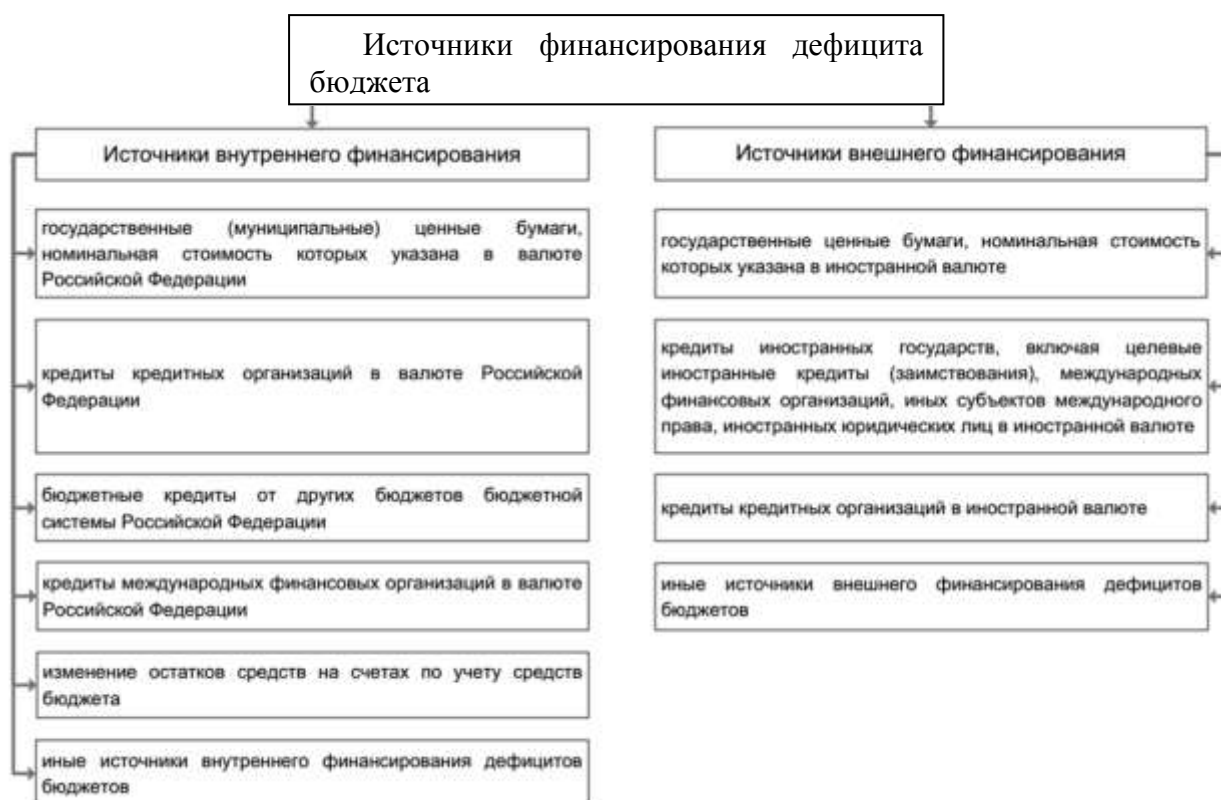 Источники финансирования дефицита
бюджета
Источники внутреннего финансирования
государственные (муниципальные) ценные бумаги,
номинальная стоимость которых указана в валюте
Российской Федерации
кредиты кредитных организаций в валюте Российской
Федерации
бюджетные кредиты от других бюджетов бюджетной
системы Российской Федерации
кредиты международных финансовых организаций в валюте
Российской Федерации
изменение остатков средств на счетах по учету средств
бюджета
иные источники внутреннего финансирования дефицитов
бюджетов
Источники внешнего финансирования
государственные ценные бумаги, номинальная стоимость
которых указана в иностранной валюте
кредиты иностранных государств, включая целевые
иностранные кредиты (заимствования), международных
финансовых организаций, иных субъектов международного
права, иностранных юридических лиц в иностранной валюте
кредиты кредитных организаций в иностранной валюте
иные источники внешнего финансирования дефицитов
бюджетов